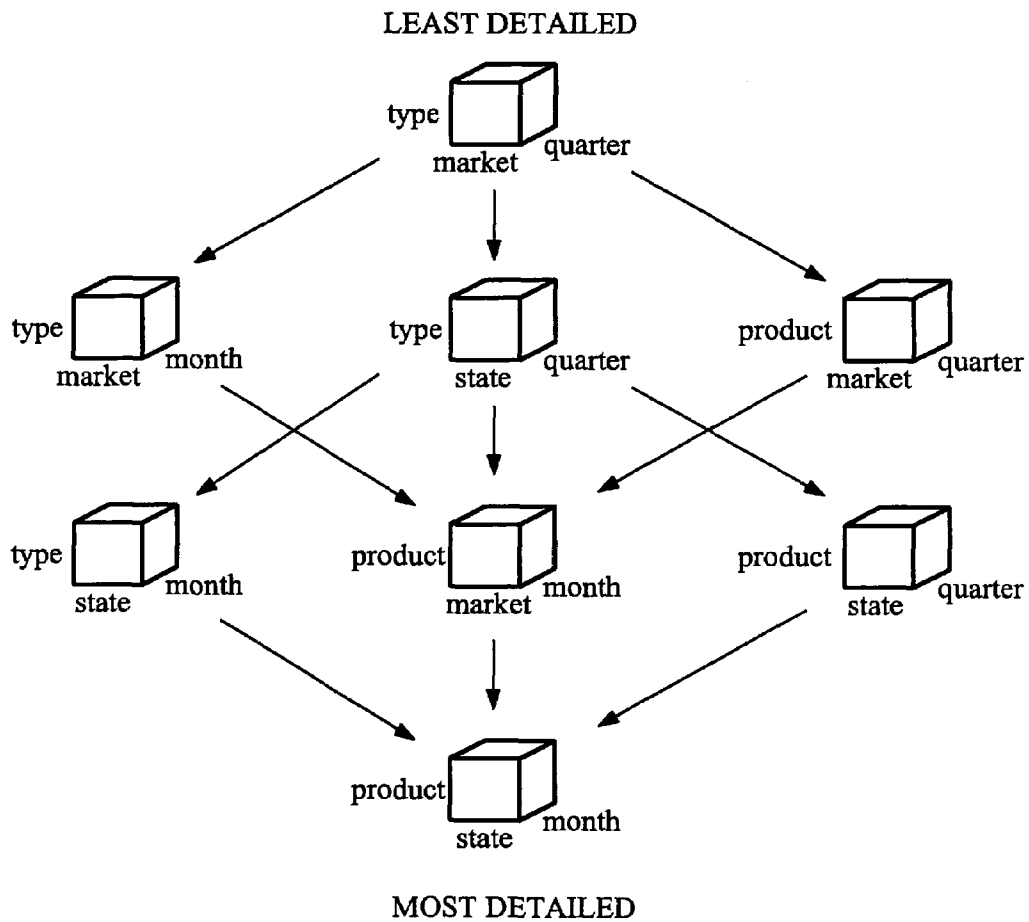 LEAST DETAILED
type
market
quarter
type
market
month
type
state
quarter
product
market
quarter
type
state
month
product
market
month
product
state
quarter
product
state
month
MOST DETAILED